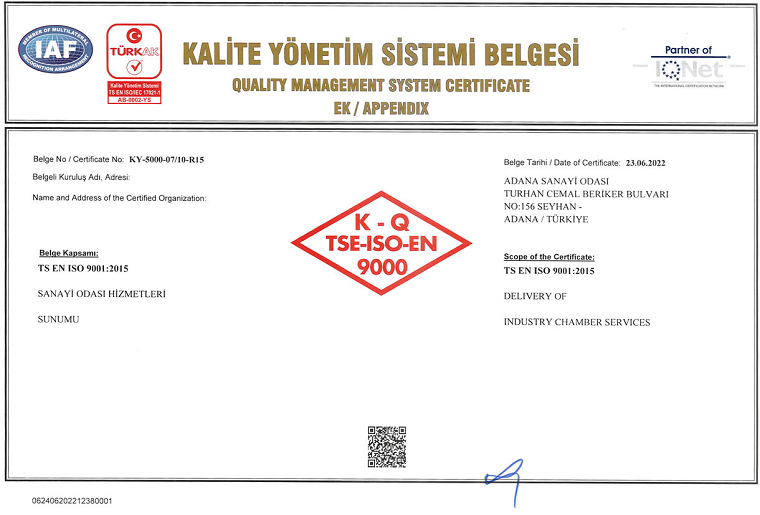 MEMBER OF MULTILATERAL
IAF
RECOGNITION ARRANGEMENT
TÜRKAK
Kalite Yönetim Sistemi
TS EN ISO/IEC 17021-1
AB-0002-YS
KALİTE YÖNETİM SİSTEMİ BELGESİ
QUALITY MANAGEMENT SYSTEM CERTIFICATE
EK / APPENDIX
Partner of
IQNet
THE INTERNATIONAL CERTIFICATION NETWORK
Belge No / Certificate No: KY-5000-07/10-R15
Belgeli Kuruluş Adı, Adresi:
Name and Address of the Certified Organization:
Belge Tarihi / Date of Certificate: 23.06.2022
ADANA SANAYİ ODASI
TURHAN CEMAL BERİKER BULVARI
NO:156 SEYHAN -
ADANA / TÜRKİYE
K - Q
TSE-ISO-EN
9000
Belge Kapsamı:
TS EN ISO 9001:2015
SANAYİ ODASI HİZMETLERİ
SUNUMU
Scope of the Certificate:
TS EN ISO 9001:2015
DELIVERY OF
INDUSTRY CHAMBER SERVICES
062406202212380001